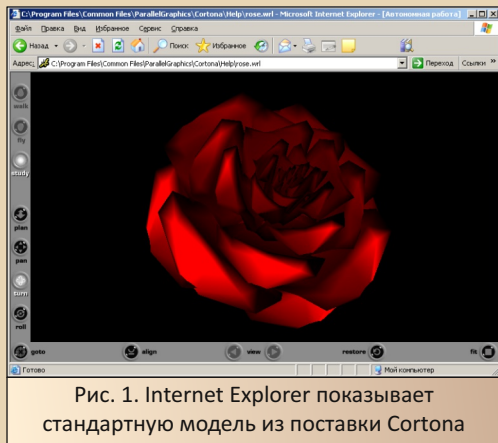 C:\Program Files\Common Files\ParallelGraphics\Cortona\Help\rose.wrl - Microsoft Internet Explorer - [Автономная работа]
Файл Правка Вид Избранное Сервис Справка
Назад Поиск Избранное
Адрес: C:\Program Files\Common Files\ParallelGraphics\Cortona\Help\rose.wrl Переход Ссылки »
walk
fly
study
plan
pan
turn
roll
goto align view restore fit
Готово Мой компьютер
Рис. 1. Internet Explorer показывает
стандартную модель из поставки Cortona